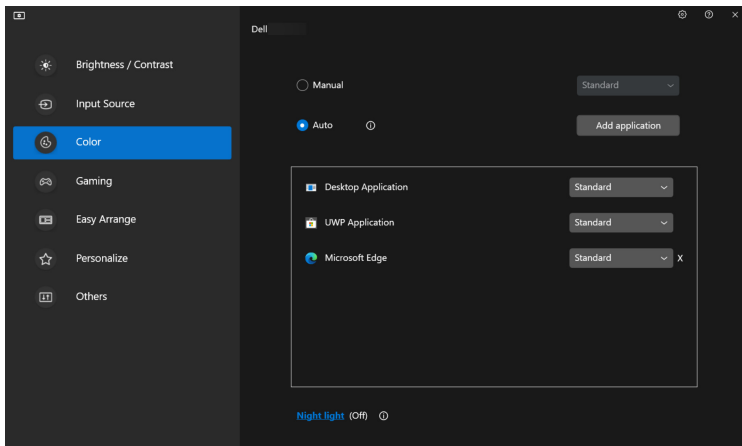 Dell
Brightness / Contrast
Input Source
Color
Gaming
Easy Arrange
Personalize
Others
Manual
Standard
Auto
Add application
Desktop Application
Standard
UWP Application
Standard
Microsoft Edge
Standard
X
Night light (Off)